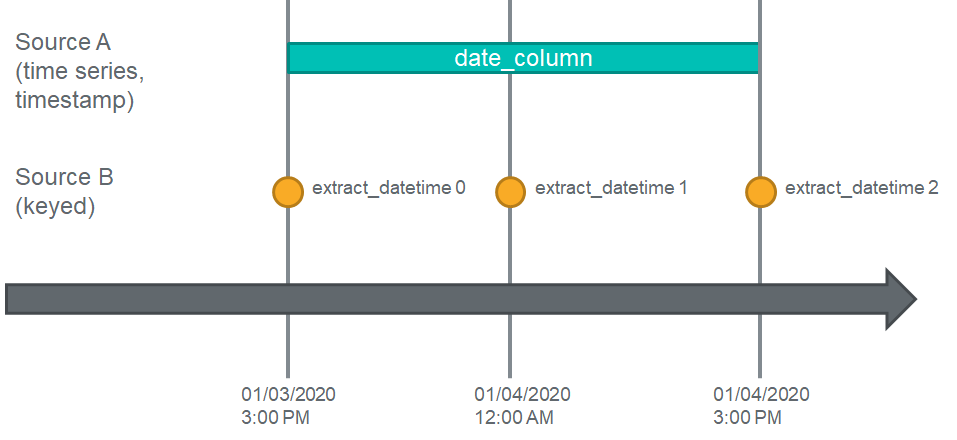 Source A
(time series,
timestamp)
date_column
Source B
(keyed)
extract_datetime 0
extract_datetime 1
extract_datetime 2
01/03/2020
3:00 PM
01/04/2020
12:00 AM
01/04/2020
3:00 PM